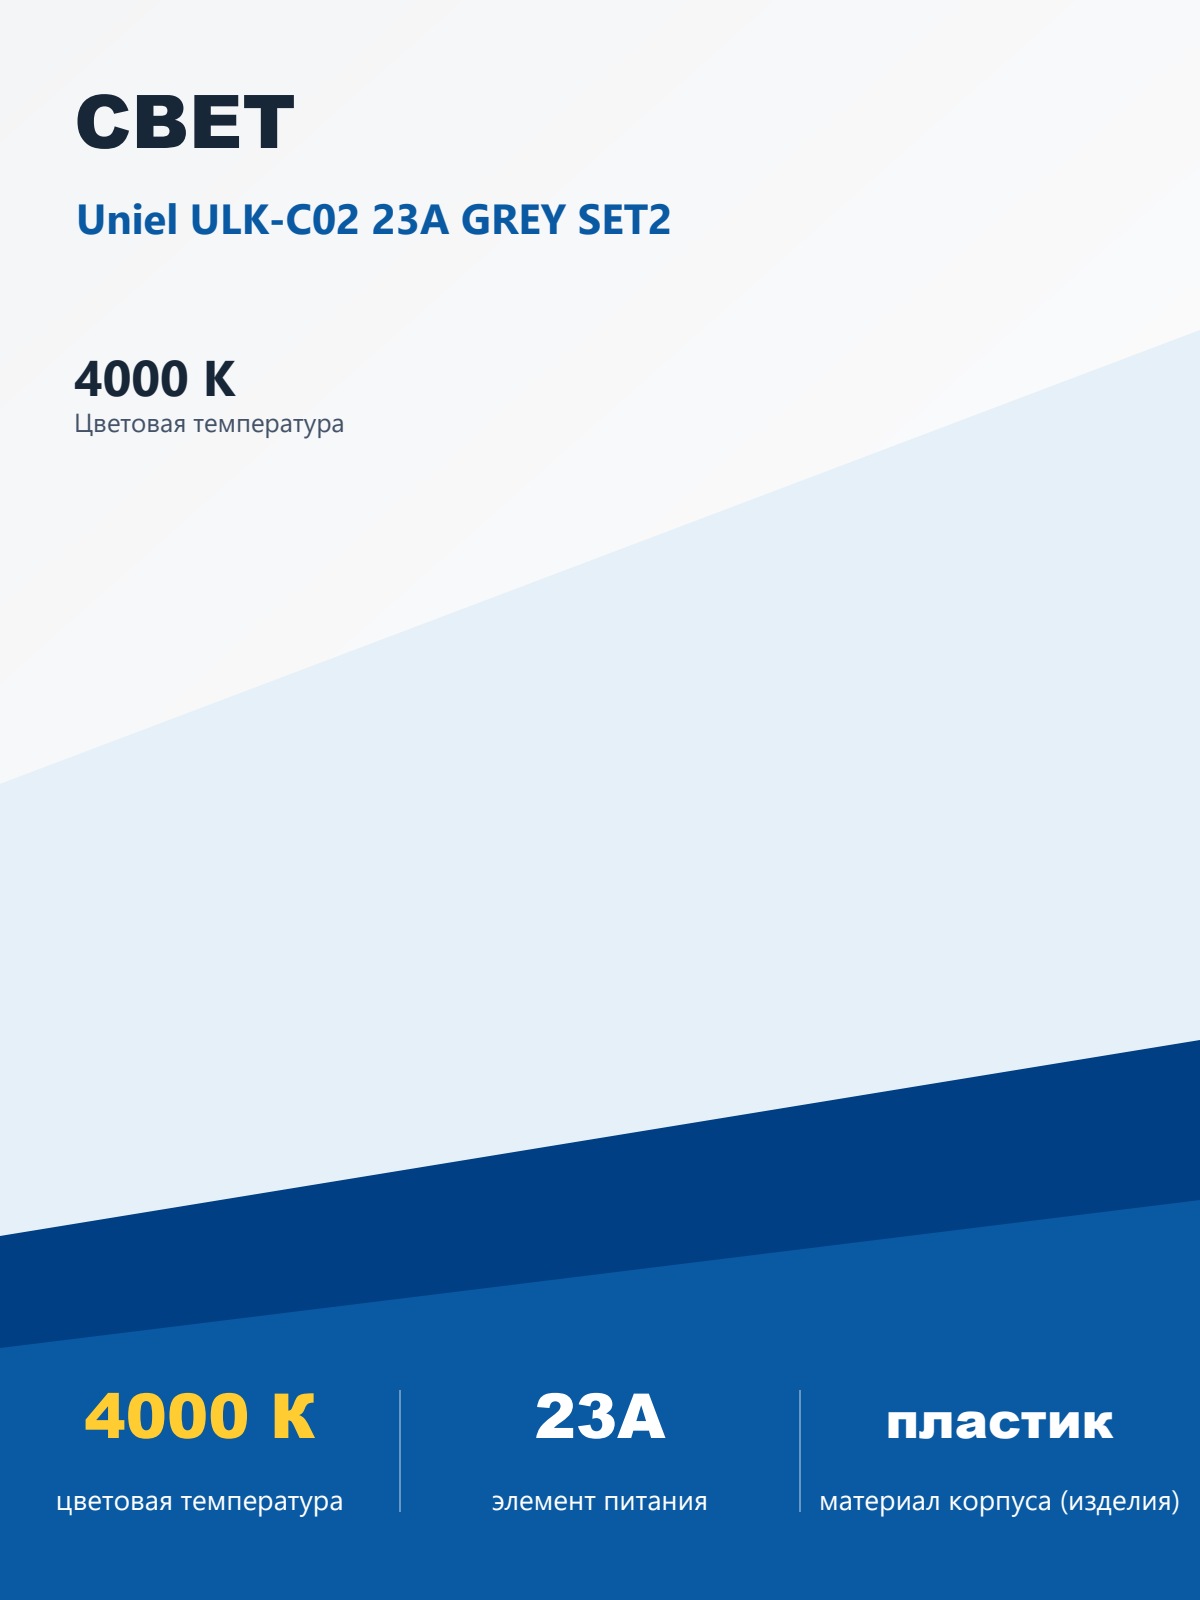 СВЕТ
Uniel ULK-C02 23A GREY SET2
4000 К
Цветовая температура
4000 К
цветовая температура
23A
элемент питания
пластик
материал корпуса (изделия)